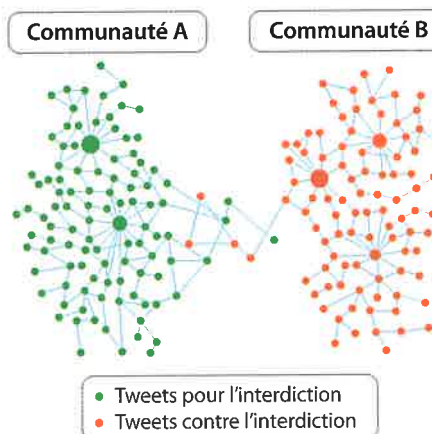 Communauté A
Communauté B
Tweets pour l'interdiction
Tweets contre l'interdiction